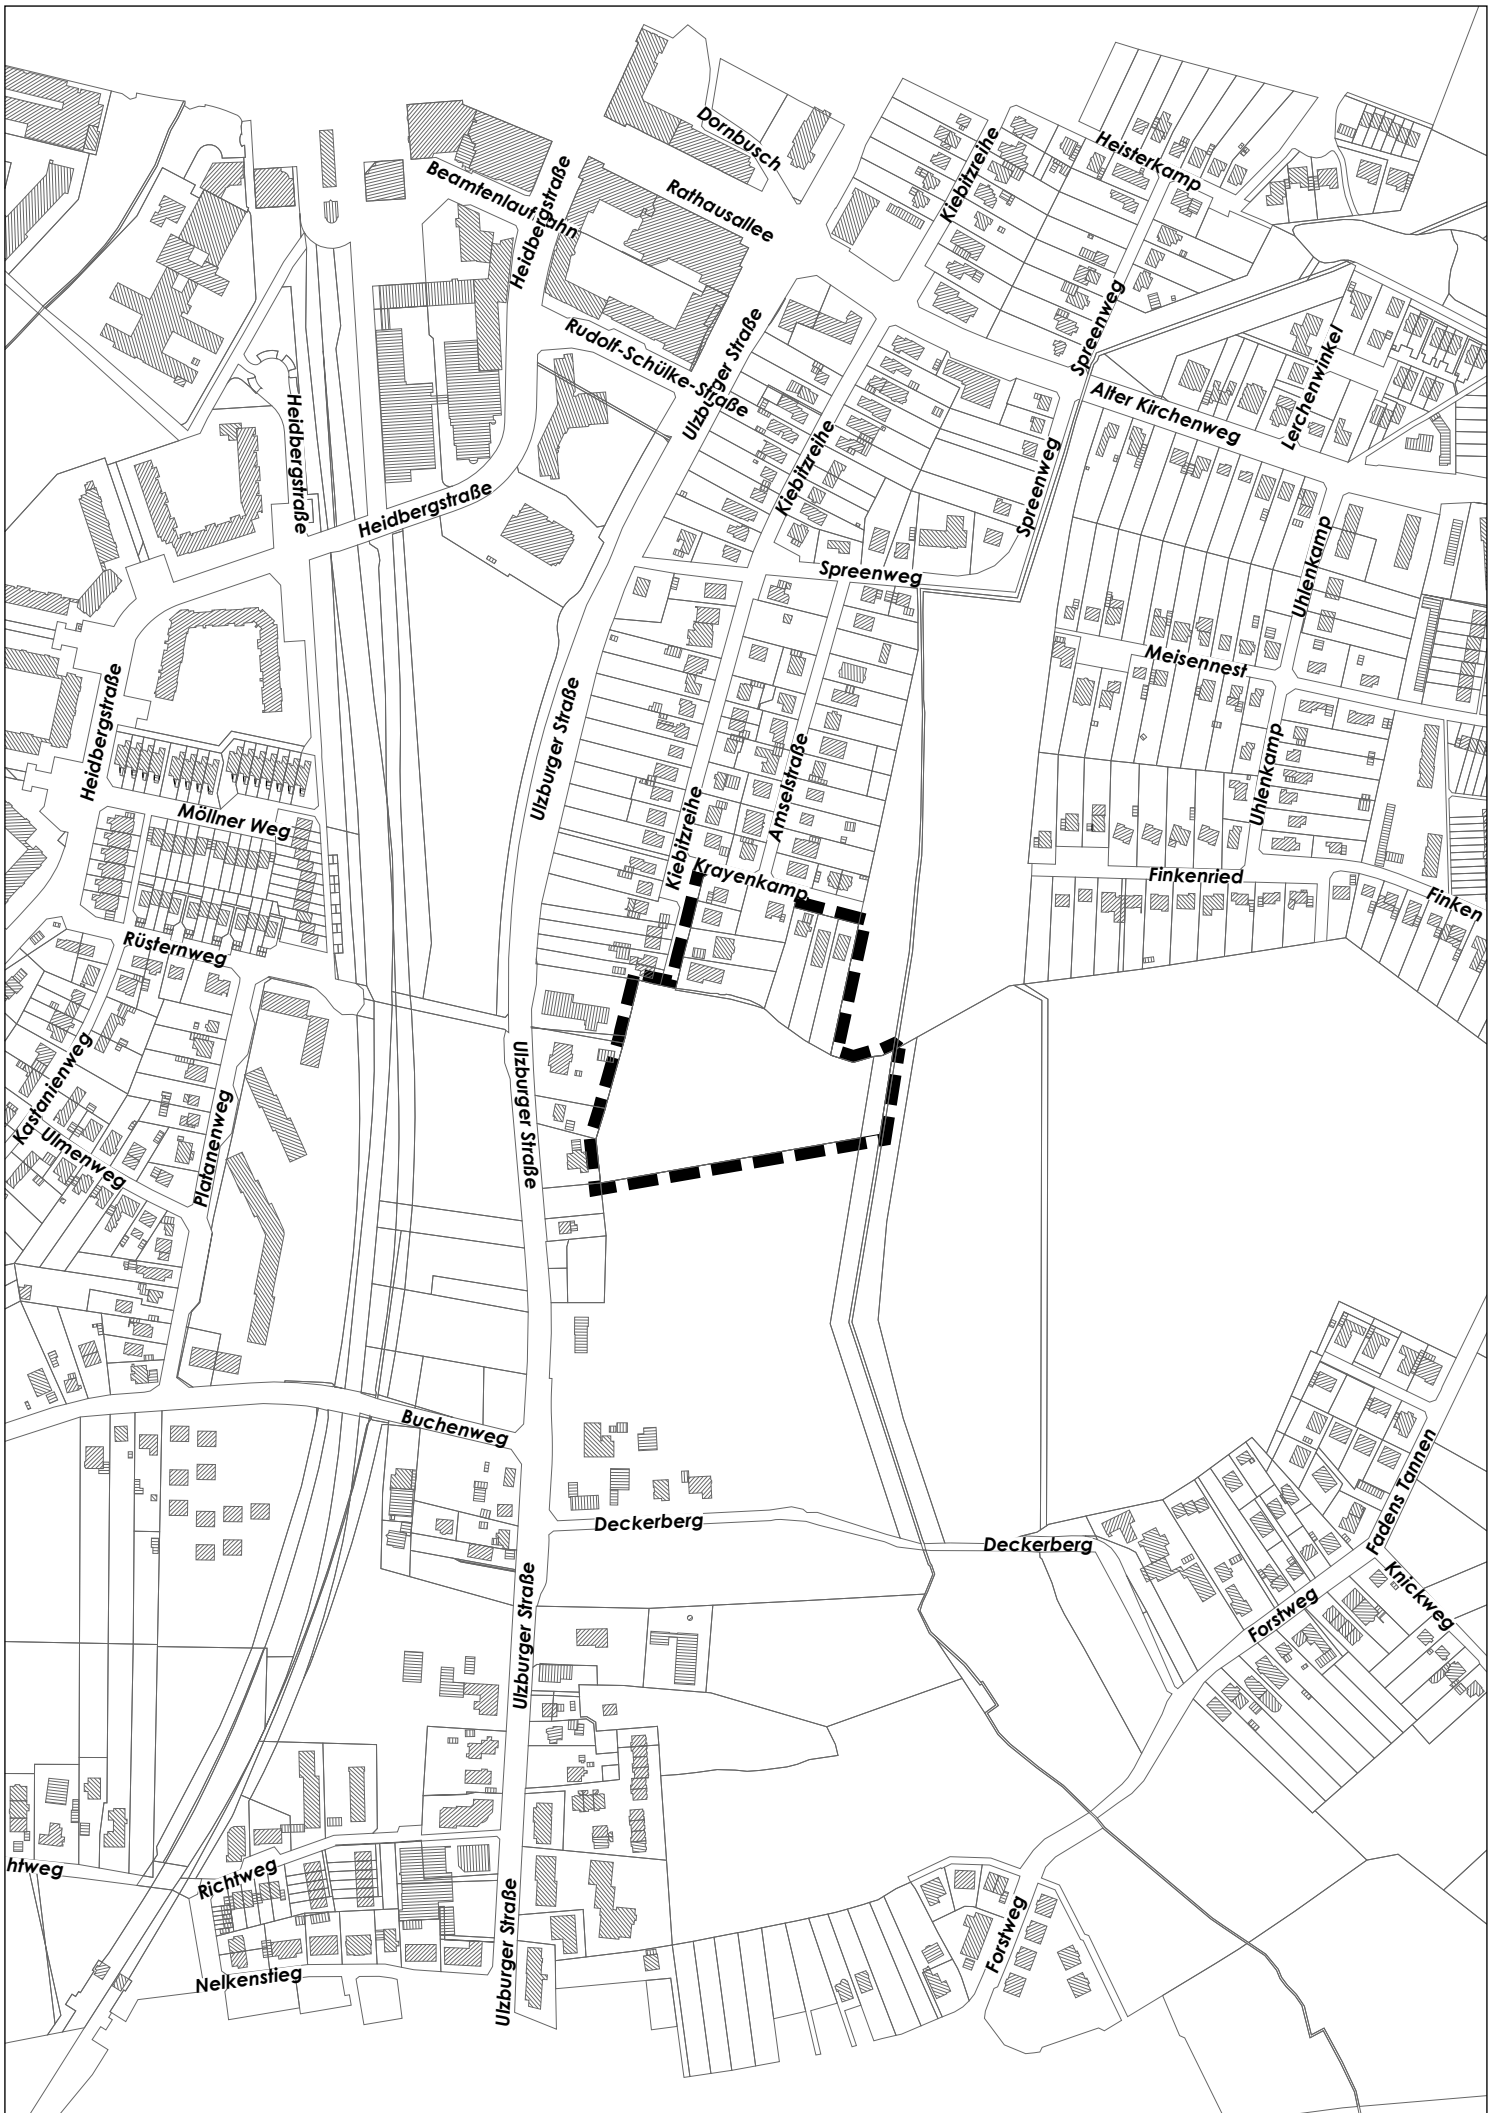 Dornbusch
Heisterkamp
Kiebitzreihe
Beamtenlaufbahn
Heidbergstraße
Rathausallee
Spreenweg
Ulzburger Straße
Rudolf-Schülke-Straße
Lerchenwinkel
Alter Kirchenweg
Heidbergstraße
Kiebitzreihe
Spreenweg
Heidbergstraße
Uhlenkamp
Spreenweg
Meisennest
Heidbergstraße
Ulzburger Straße
Amselstraße
Uhlenkamp
Möllner Weg
Kiebitzreihe
Krayenkamp
Finkenried
Finken
Rüsternweg
Kastanienweg
Ulzburger Straße
Platanenweg
Ulmenweg
Buchenweg
Fadens Tannen
Deckerberg
Deckerberg
Knickweg
Forstweg
Ulzburger Straße
htweg
Richtweg
Ulzburger Straße
Forstweg
Nelkenstieg